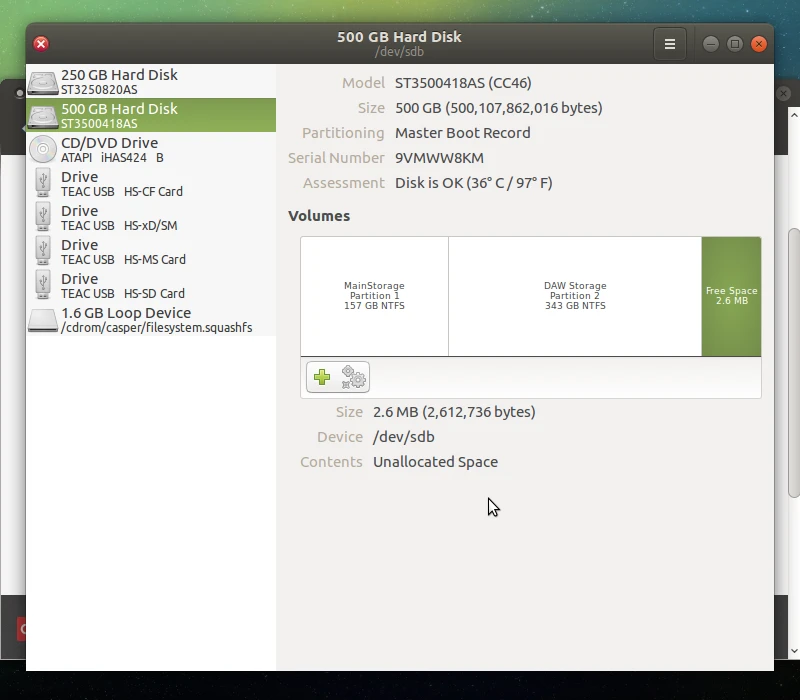 500 GB Hard Disk
/dev/sdb
250 GB Hard Disk
ST3250820AS
500 GB Hard Disk
ST3500418AS
CD/DVD Drive
ATAPI iHAS424 B
Drive
TEAC USB HS-CF Card
Drive
TEAC USB HS-xD/SM
Drive
TEAC USB HS-MS Card
Drive
TEAC USB HS-SD Card
1.6 GB Loop Device
/cdrom/casper/filesystem.squashfs
Model ST3500418AS (CC46)
Size 500 GB (500,107,862,016 bytes)
Partitioning Master Boot Record
Serial Number 9VMWW8KM
Assessment Disk is OK (36° C / 97° F)
Volumes
MainStorage
Partition 1
157 GB NTFS
DAW Storage
Partition 2
343 GB NTFS
Free Space
2.6 MB
Size 2.6 MB (2,612,736 bytes)
Device /dev/sdb
Contents Unallocated Space